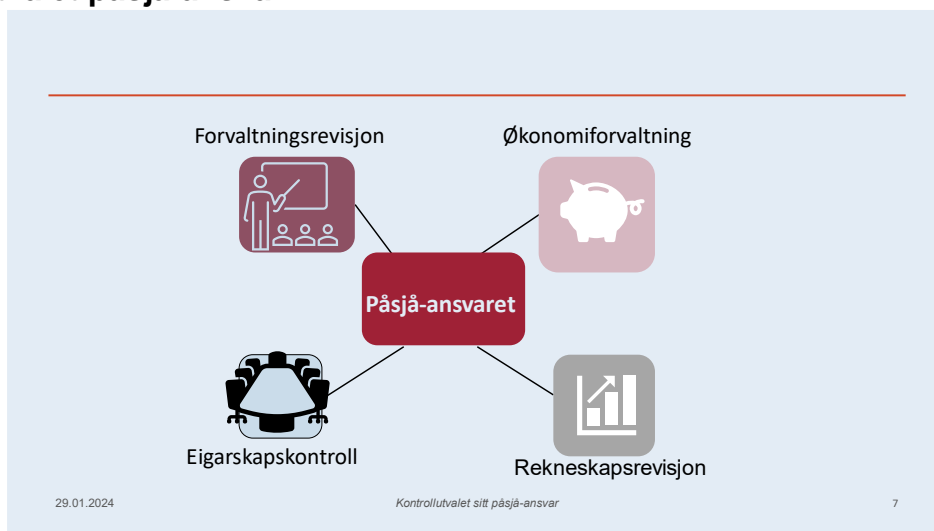 Forvaltningsrevisjon
Økonomiforvaltning
Påsjå-ansvaret
Eigarskapskontroll
Rekneskapsrevisjon
29.01.2024
Kontrollutvalet sitt påsjå-ansvar
7